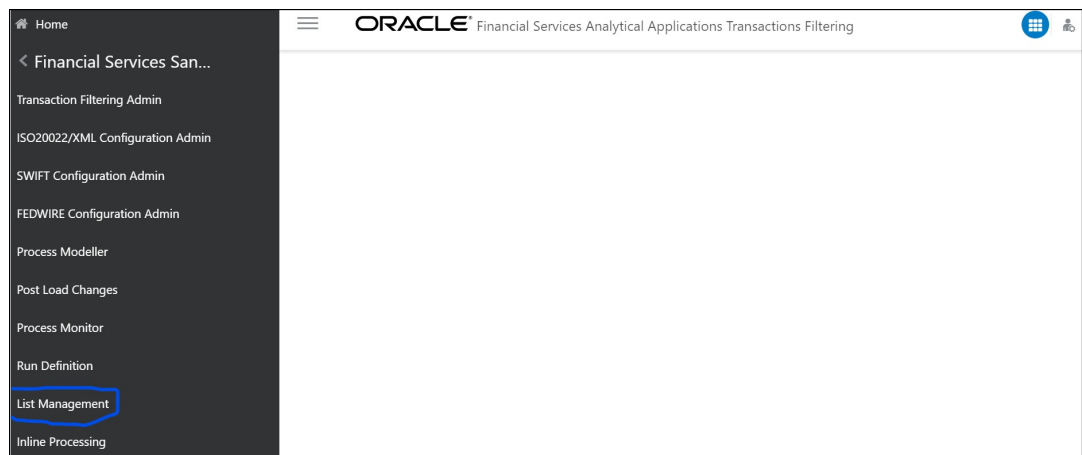 Home
ORACLE® Financial Services Analytical Applications Transactions Filtering
< Financial Services San...
Transaction Filtering Admin
ISO20022/XML Configuration Admin
SWIFT Configuration Admin
FEDWIRE Configuration Admin
Process Modeller
Post Load Changes
Process Monitor
Run Definition
List Management
Inline Processing